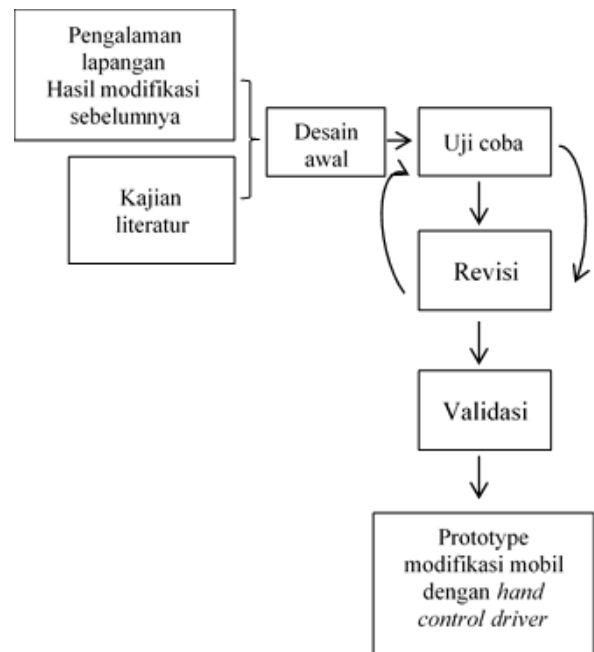 Pengalaman
lapangan
Hasil modifikasi
sebelumnya
Kajian
literatur
Desain
awal
Uji coba
Revisi
Validasi
Prototype
modifikasi mobil
dengan hand
control driver